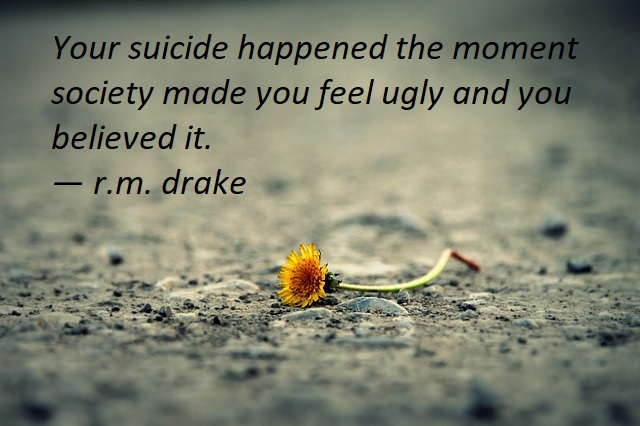 Your suicide happened the moment
society made you feel ugly and you
believed it.
— r.m. drake